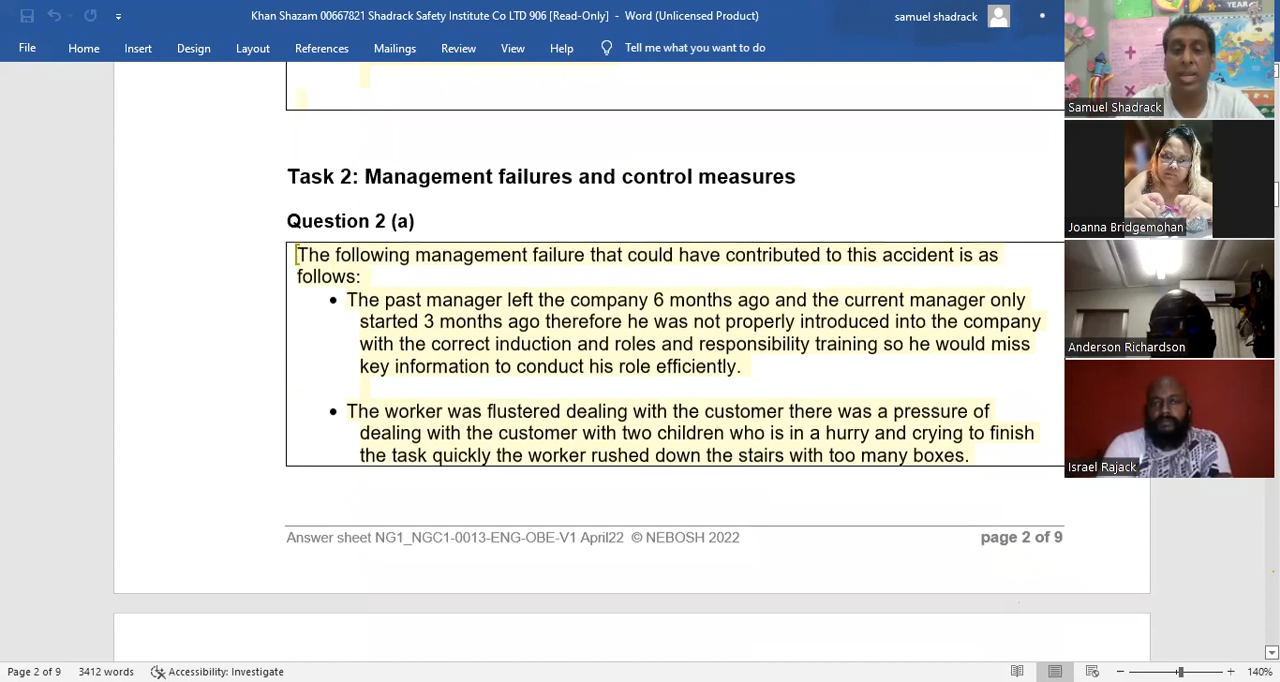 Khan Shazam 00667821 Shadrack Safety Institute Co LTD 906 [Read-Only] - Word (Unlicensed Product)
samuel shadrack
File Home Insert Design Layout References Mailings Review View Help Tell me what you want to do
YEAR
Samuel Shadrack
Joanna Bridgemohan
Anderson Richardson
Israel Rajack
Task 2: Management failures and control measures
Question 2 (a)
The following management failure that could have contributed to this accident is as
follows:
• The past manager left the company 6 months ago and the current manager only
started 3 months ago therefore he was not properly introduced into the company
with the correct induction and roles and responsibility training so he would miss
key information to conduct his role efficiently.
• The worker was flustered dealing with the customer there was a pressure of
dealing with the customer with two children who is in a hurry and crying to finish
the task quickly the worker rushed down the stairs with too many boxes.
Answer sheet NG1_NGC1-0013-ENG-OBE-V1 April22 © NEBOSH 2022 page 2 of 9
Page 2 of 9 3412 words Accessibility: Investigate 140%